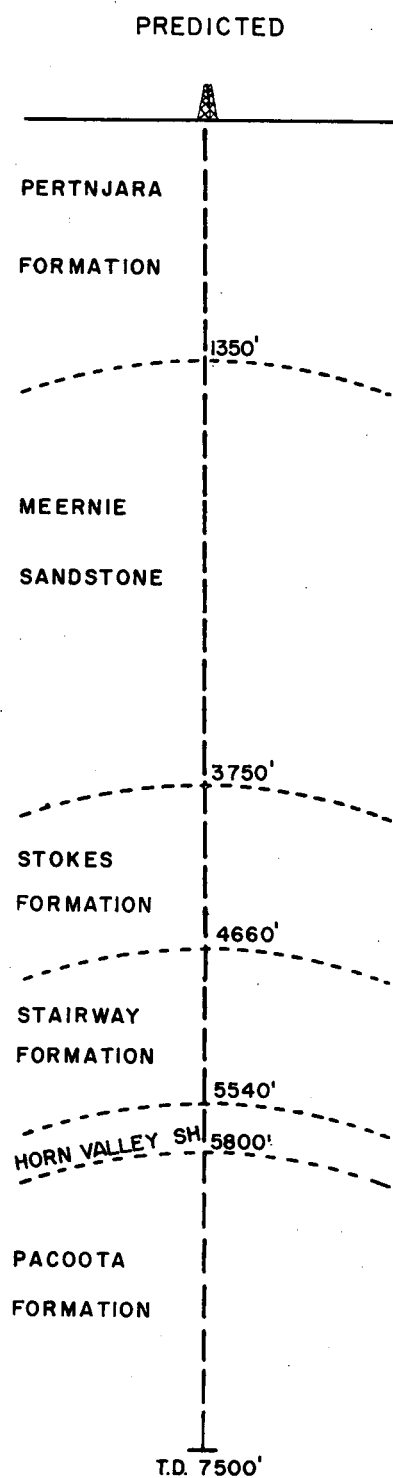 PREDICTED
PERTNJARA
FORMATION
1350'
MEERNIE
SANDSTONE
3750'
STOKES
FORMATION
4660'
STAIRWAY
FORMATION
5540'
HORN VALLEY SH
5800'
PACOOTA
FORMATION
T.D. 7500'